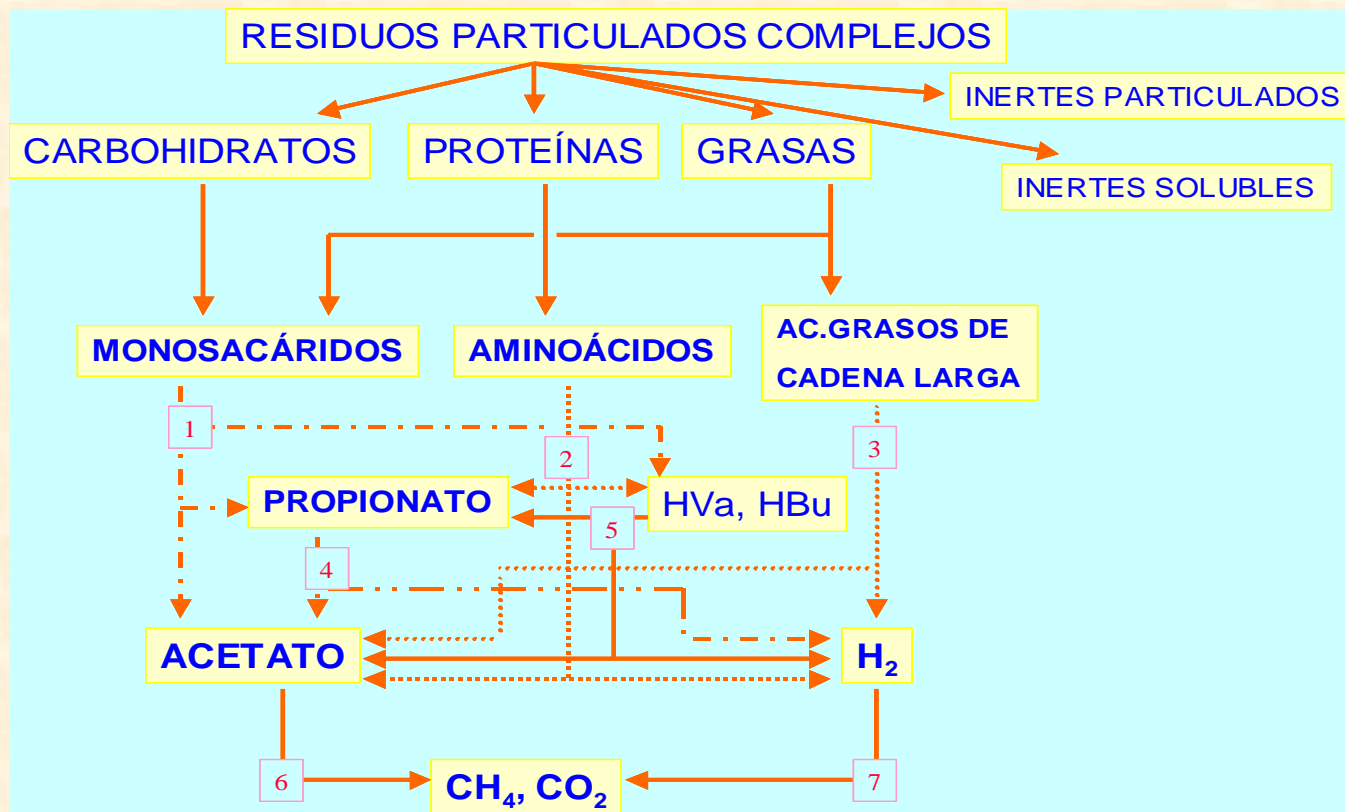 RESIDUOS PARTICULADOS COMPLEJOS
INERTES PARTICULADOS
CARBOHIDRATOS
PROTEÍNAS
GRASAS
INERTES SOLUBLES
MONOSACÁRIDOS
AMINOÁCIDOS
AC.GRASOS DE
CADENA LARGA
1
2
3
PROPIONATO
HVa, HBu
5
4
ACETATO
H₂
6
CH₄, CO₂
7